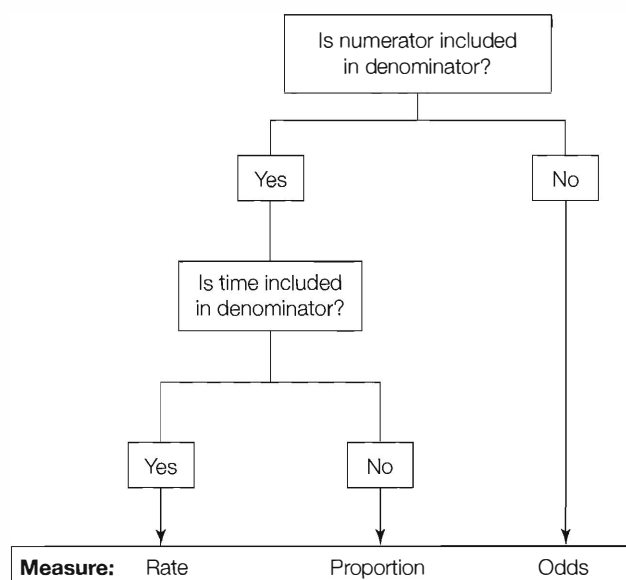 Is numerator included
in denominator?
Yes
No
Is time included
in denominator?
Yes
No
Measure: Rate Proportion Odds